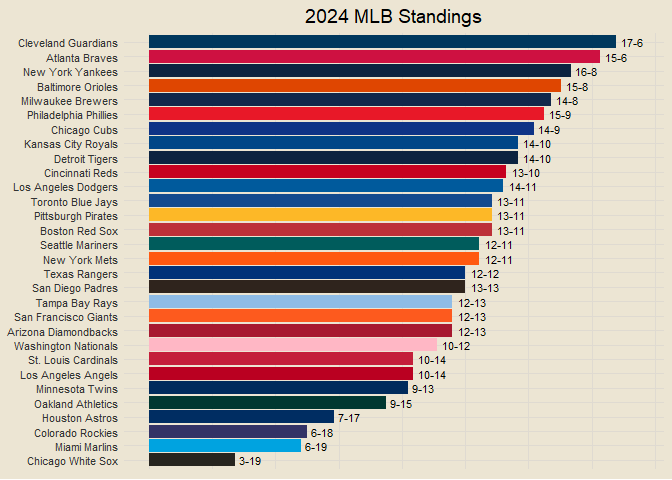 2024 MLB Standings
Cleveland Guardians 17-6
Atlanta Braves 15-6
New York Yankees 16-8
Baltimore Orioles 15-8
Milwaukee Brewers 14-8
Philadelphia Phillies 15-9
Chicago Cubs 14-9
Kansas City Royals 14-10
Detroit Tigers 14-10
Cincinnati Reds 13-10
Los Angeles Dodgers 14-11
Toronto Blue Jays 13-11
Pittsburgh Pirates 13-11
Boston Red Sox 13-11
Seattle Mariners 12-11
New York Mets 12-11
Texas Rangers 12-12
San Diego Padres 13-13
Tampa Bay Rays 12-13
San Francisco Giants 12-13
Arizona Diamondbacks 12-13
Washington Nationals 10-12
St. Louis Cardinals 10-14
Los Angeles Angels 10-14
Minnesota Twins 9-13
Oakland Athletics 9-15
Houston Astros 7-17
Colorado Rockies 6-18
Miami Marlins 6-19
Chicago White Sox 3-19